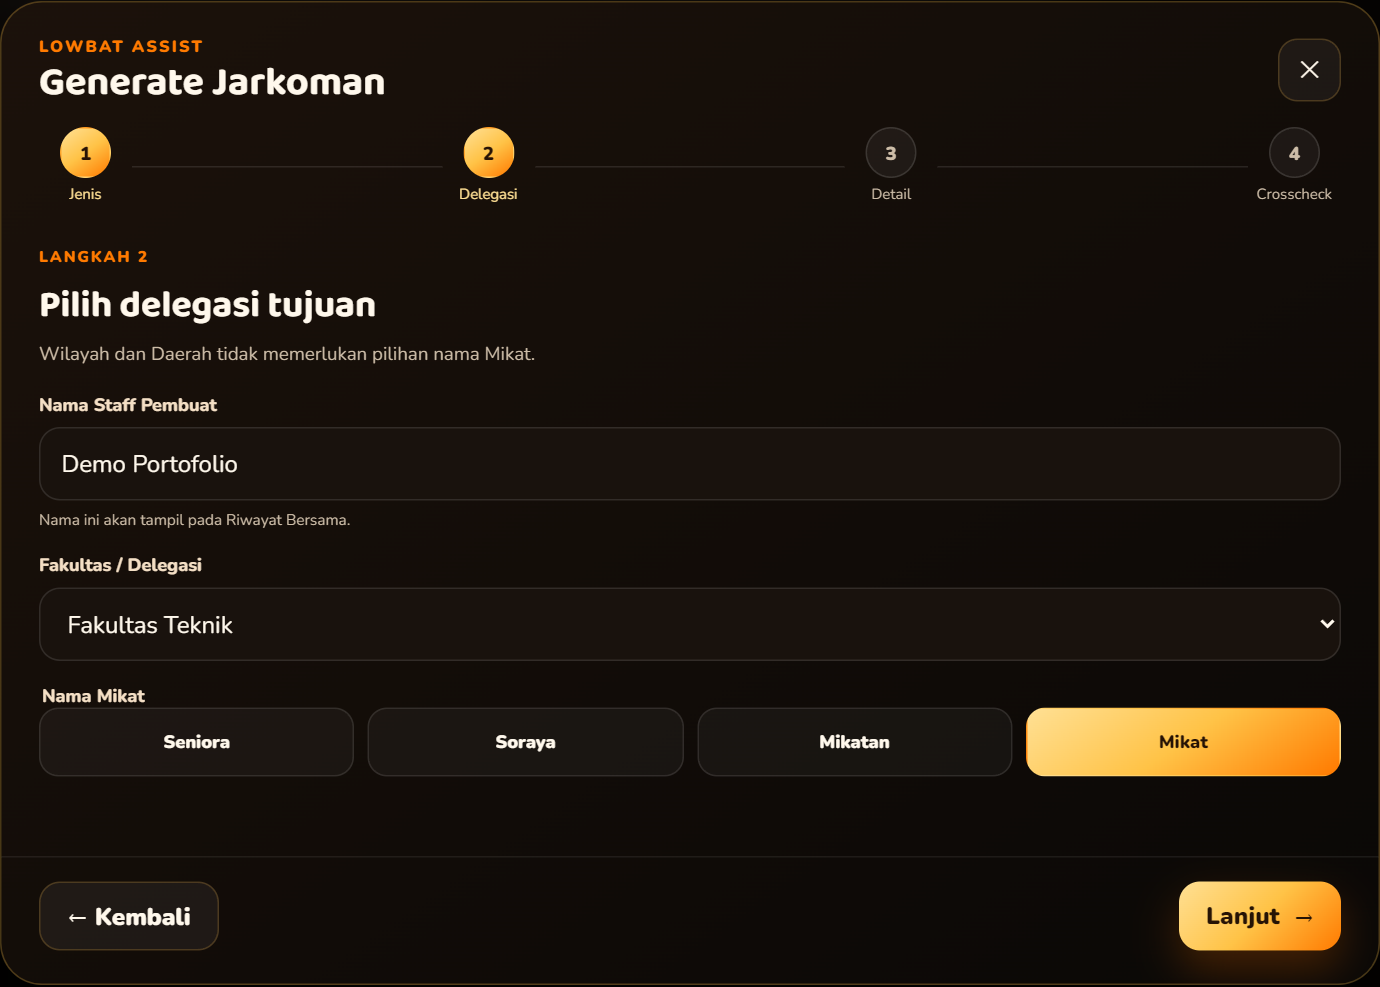 LOWBAT ASSIST
Generate Jarkoman
1
2
3
4
Jenis
Delegasi
Detail
Crosscheck
LANGKAH 2
Pilih delegasi tujuan
Wilayah dan Daerah tidak memerlukan pilihan nama Mikat.
Nama Staff Pembuat
Demo Portofolio
Nama ini akan tampil pada Riwayat Bersama.
Fakultas / Delegasi
Fakultas Teknik
Nama Mikat
Seniora
Soraya
Mikatan
Mikat
← Kembali
Lanjut →